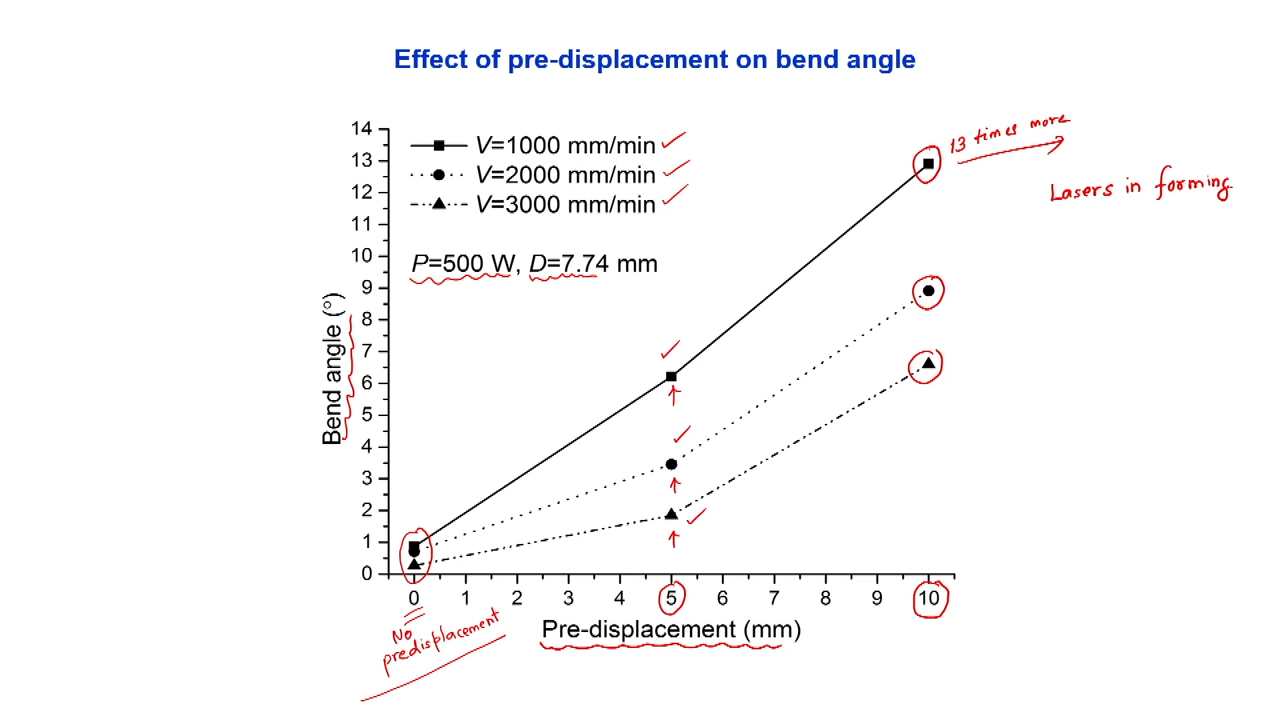 Effect of pre-displacement on bend angle
14
13
12
11
10
9
8
7
6
5
4
3
2
1
0
Bend angle (°)
V=1000 mm/min
V=2000 mm/min
V=3000 mm/min
P=500 W, D=7.74 mm
13 times more
Lasers in forming
0 1 2 3 4 5 6 7 8 9 10
Pre-displacement (mm)
No
predisplacement